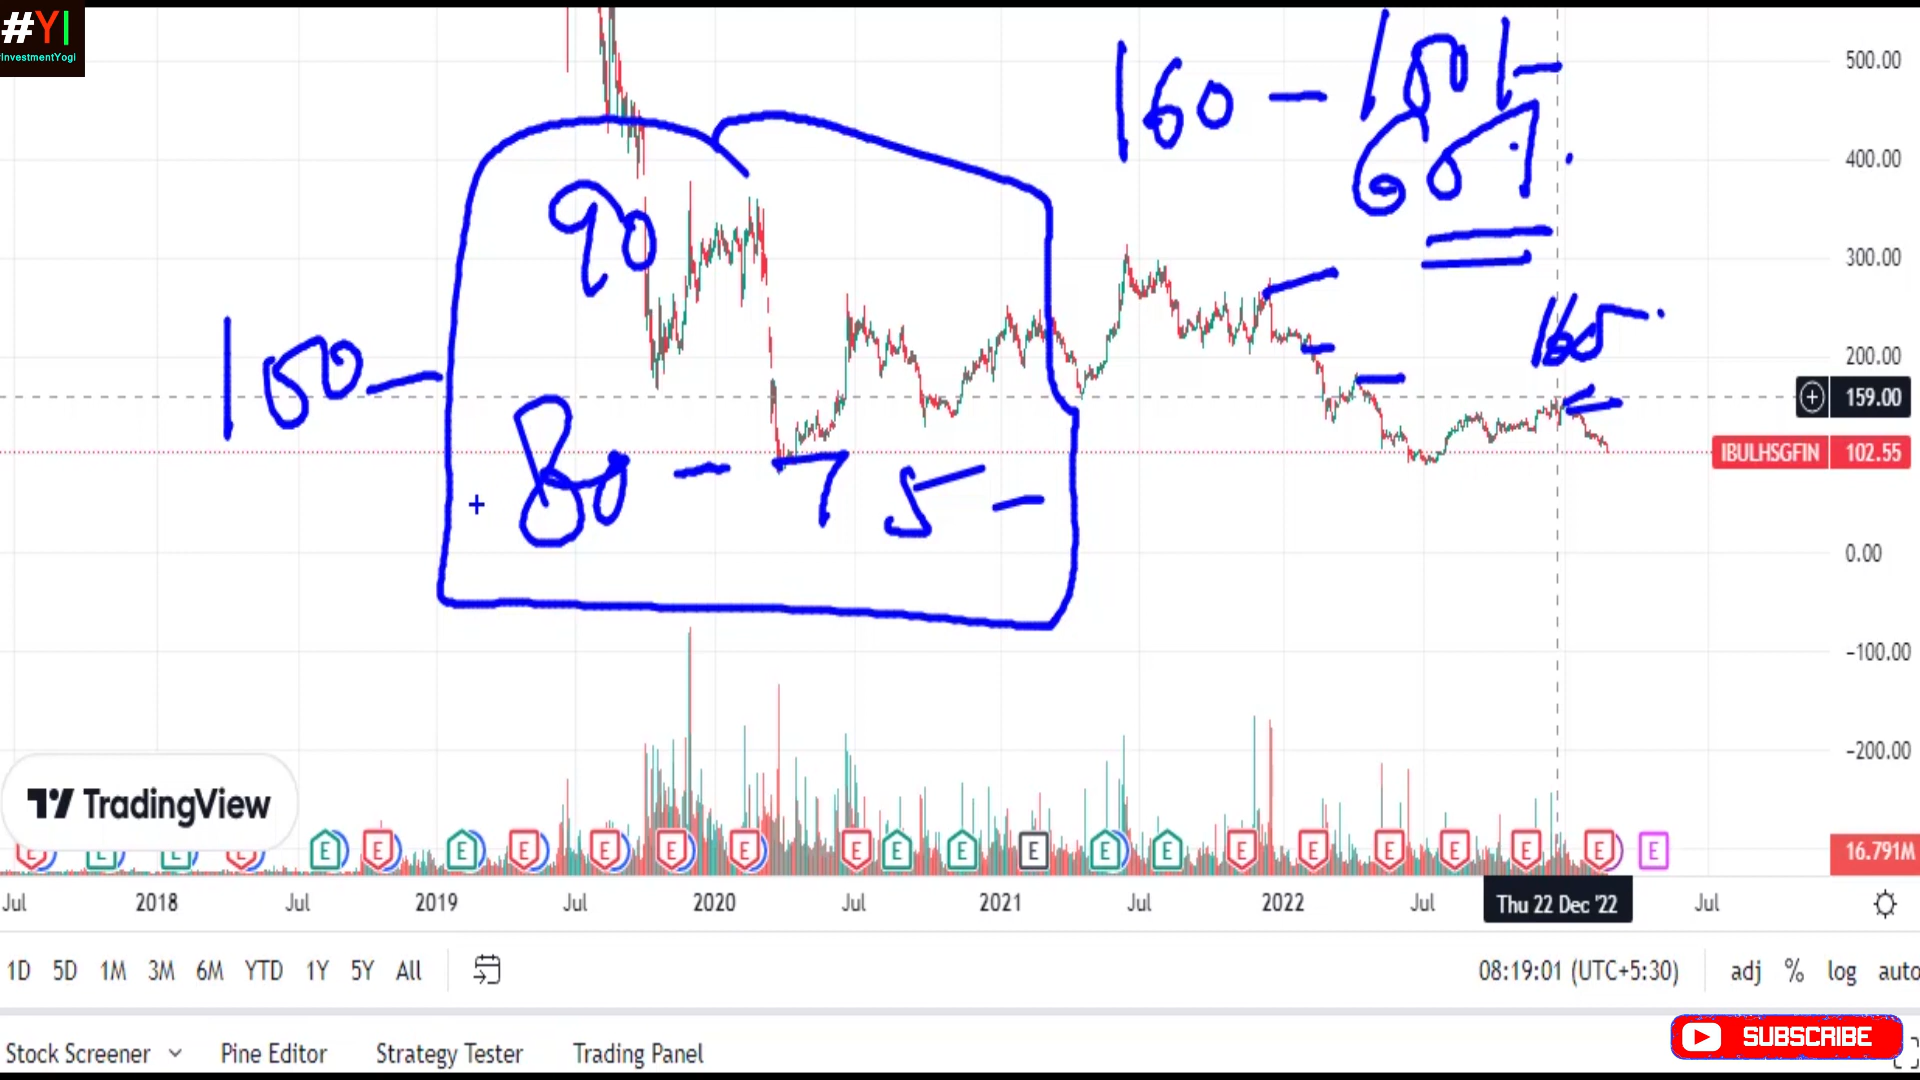 #YI
InvestmentYogi
500.00
160 -
60%
400.00
90
300.00
165
100 -
200.00
159.00
IBULHSGFIN 102.55
80 - 75 -
0.00
-100.00
-200.00
TradingView
E E E E E E E E E E E E E E E E E E E E E E E E
16.791M
Jul 2018 Jul 2019 Jul 2020 Jul 2021 Jul 2022 Jul Thu 22 Dec '22 Jul
1D 5D 1M 3M 6M YTD 1Y 5Y All 08:19:01 (UTC+5:30) adj % log auto
Stock Screener Pine Editor Strategy Tester Trading Panel
SUBSCRIBE